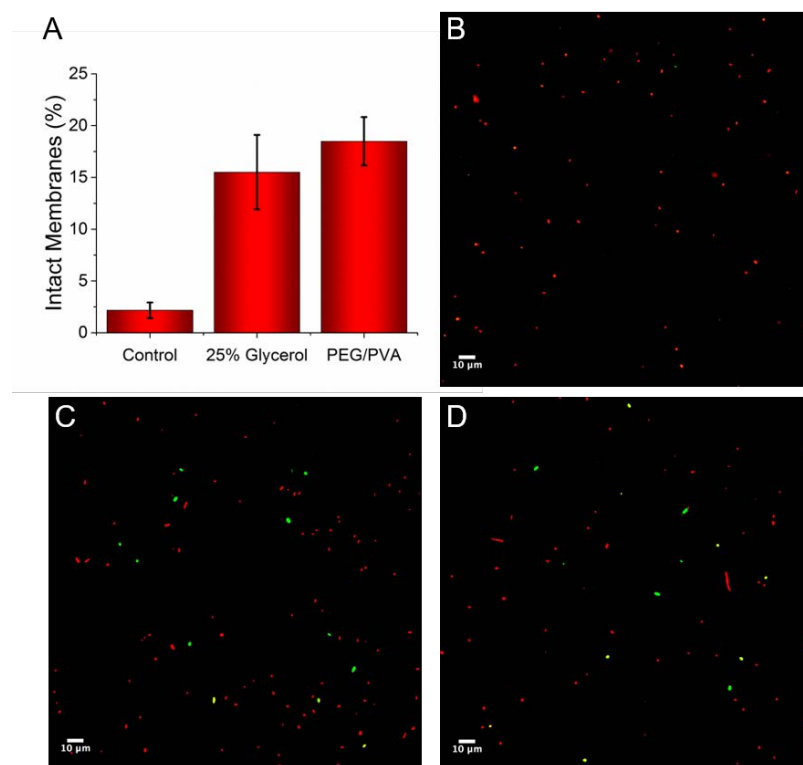 A
25
20
15
10
5
0
Intact Membranes (%)
Control
25% Glycerol
PEG/PVA
B
10 µm
C
10 µm
D
10 µm